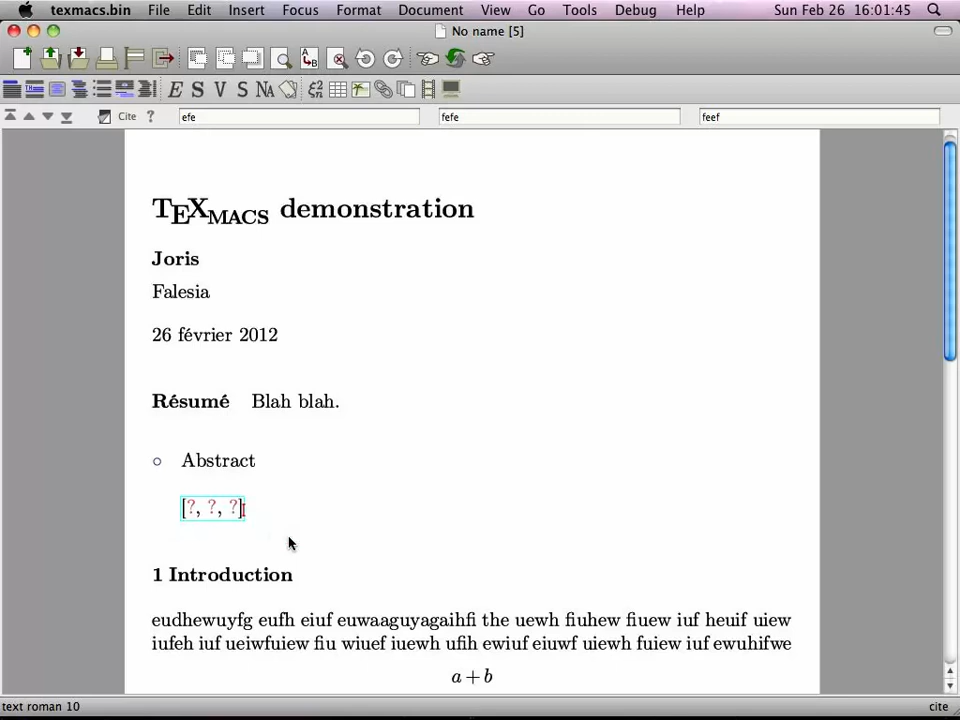 texmacs.bin File Edit Insert Focus Format Document View Go Tools Debug Help Sun Feb 26 16:01:45
No name [5]
E S V S NA
Cite ? efe fefe feef
TEXMACS demonstration
Joris
Falesia
26 février 2012
Résumé Blah blah.
○ Abstract
[?, ?, ?]
1 Introduction
eudhewuyfg eufh eiuf euwaaguyagaihfi the uewh fiuhew fiuew iuf heuif uiew
iufeh iuf ueiwfuiew fiu wiuef iuewh ufih ewiuf eiuwf uiewh fuiew iuf ewuhifwe
a + b
text roman 10 cite